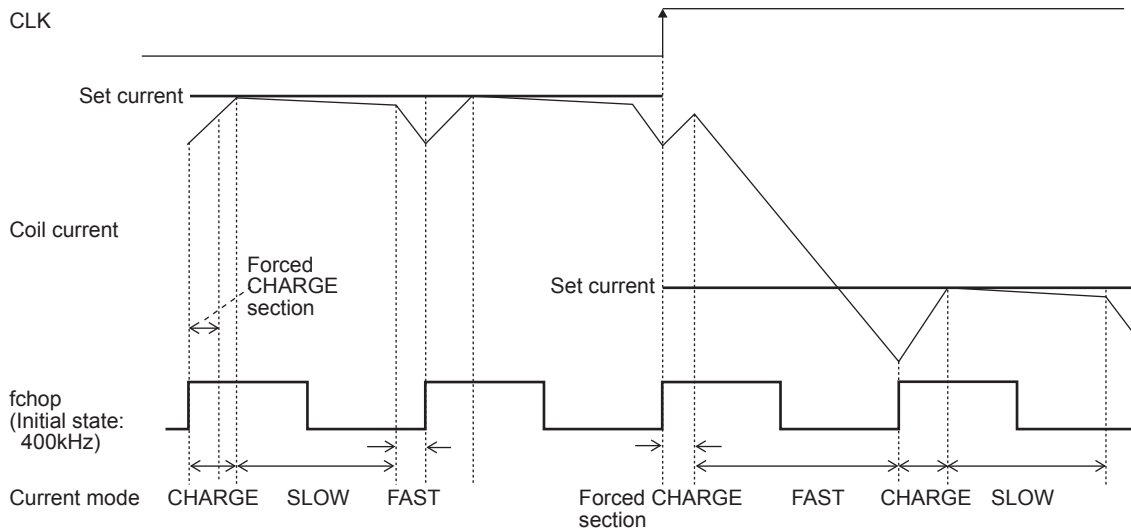 CLK
Set current
Coil current
Forced
CHARGE
section
Set current
fchop
(Initial state:
400kHz)
Current mode CHARGE SLOW FAST Forced CHARGE FAST CHARGE SLOW
section